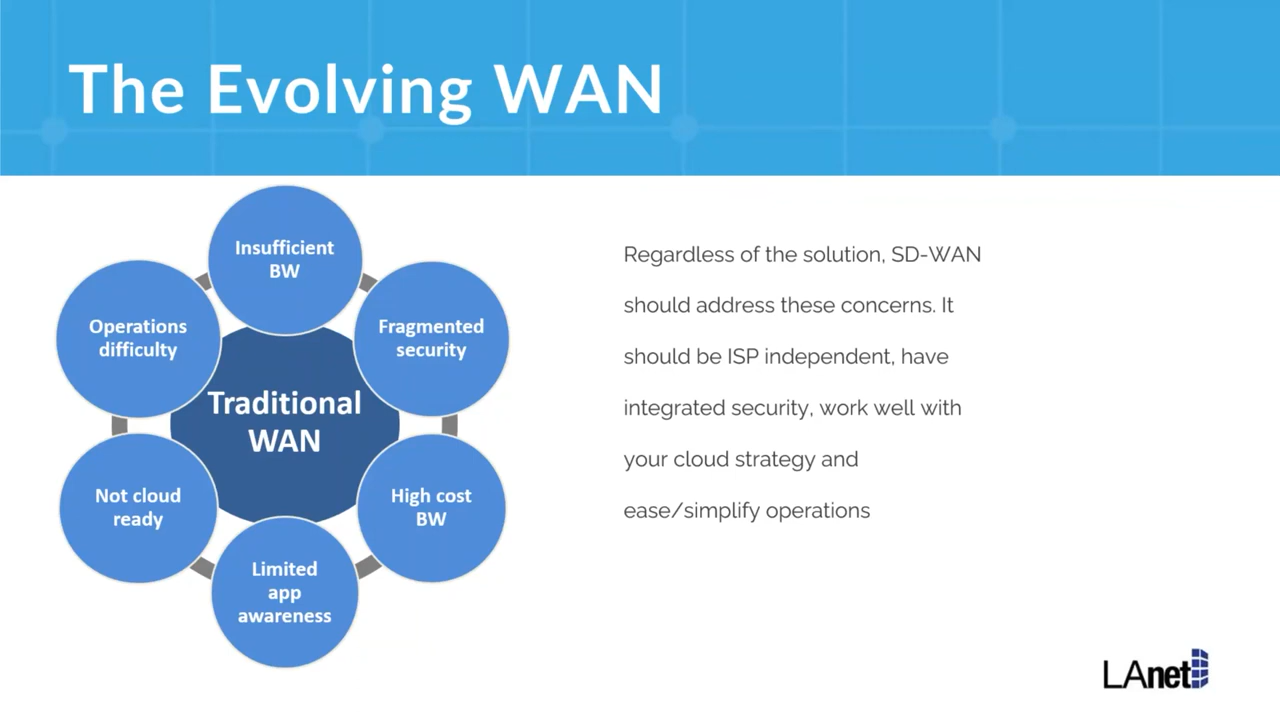 The Evolving WAN
Insufficient
BW
Fragmented
security
High cost
BW
Limited
app
awareness
Not cloud
ready
Operations
difficulty
Traditional
WAN
Regardless of the solution, SD-WAN
should address these concerns. It
should be ISP independent, have
integrated security, work well with
your cloud strategy and
ease/simplify operations
LAnet